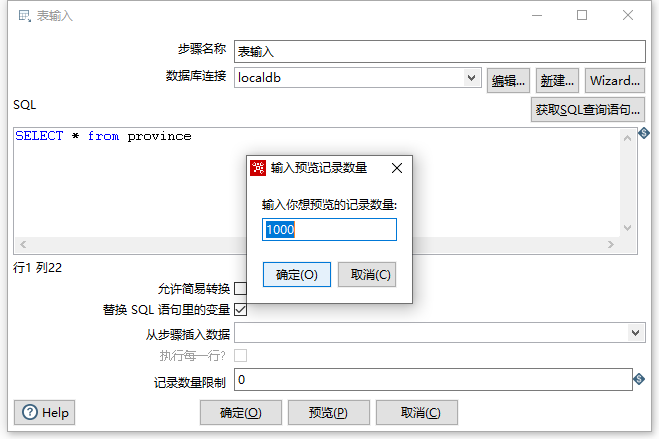 表输入
步骤名称 表输入
数据库连接 localdb 编辑... 新建... Wizard...
SQL 获取SQL查询语句...
SELECT * from province
输入预览记录数量
输入你想预览的记录数量:
1000
确定(O) 取消(C)
行1 列22
允许简易转换
替换 SQL 语句里的变量
从步骤插入数据
执行每一行?
记录数量限制 0
Help 确定(O) 预览(P) 取消(C)